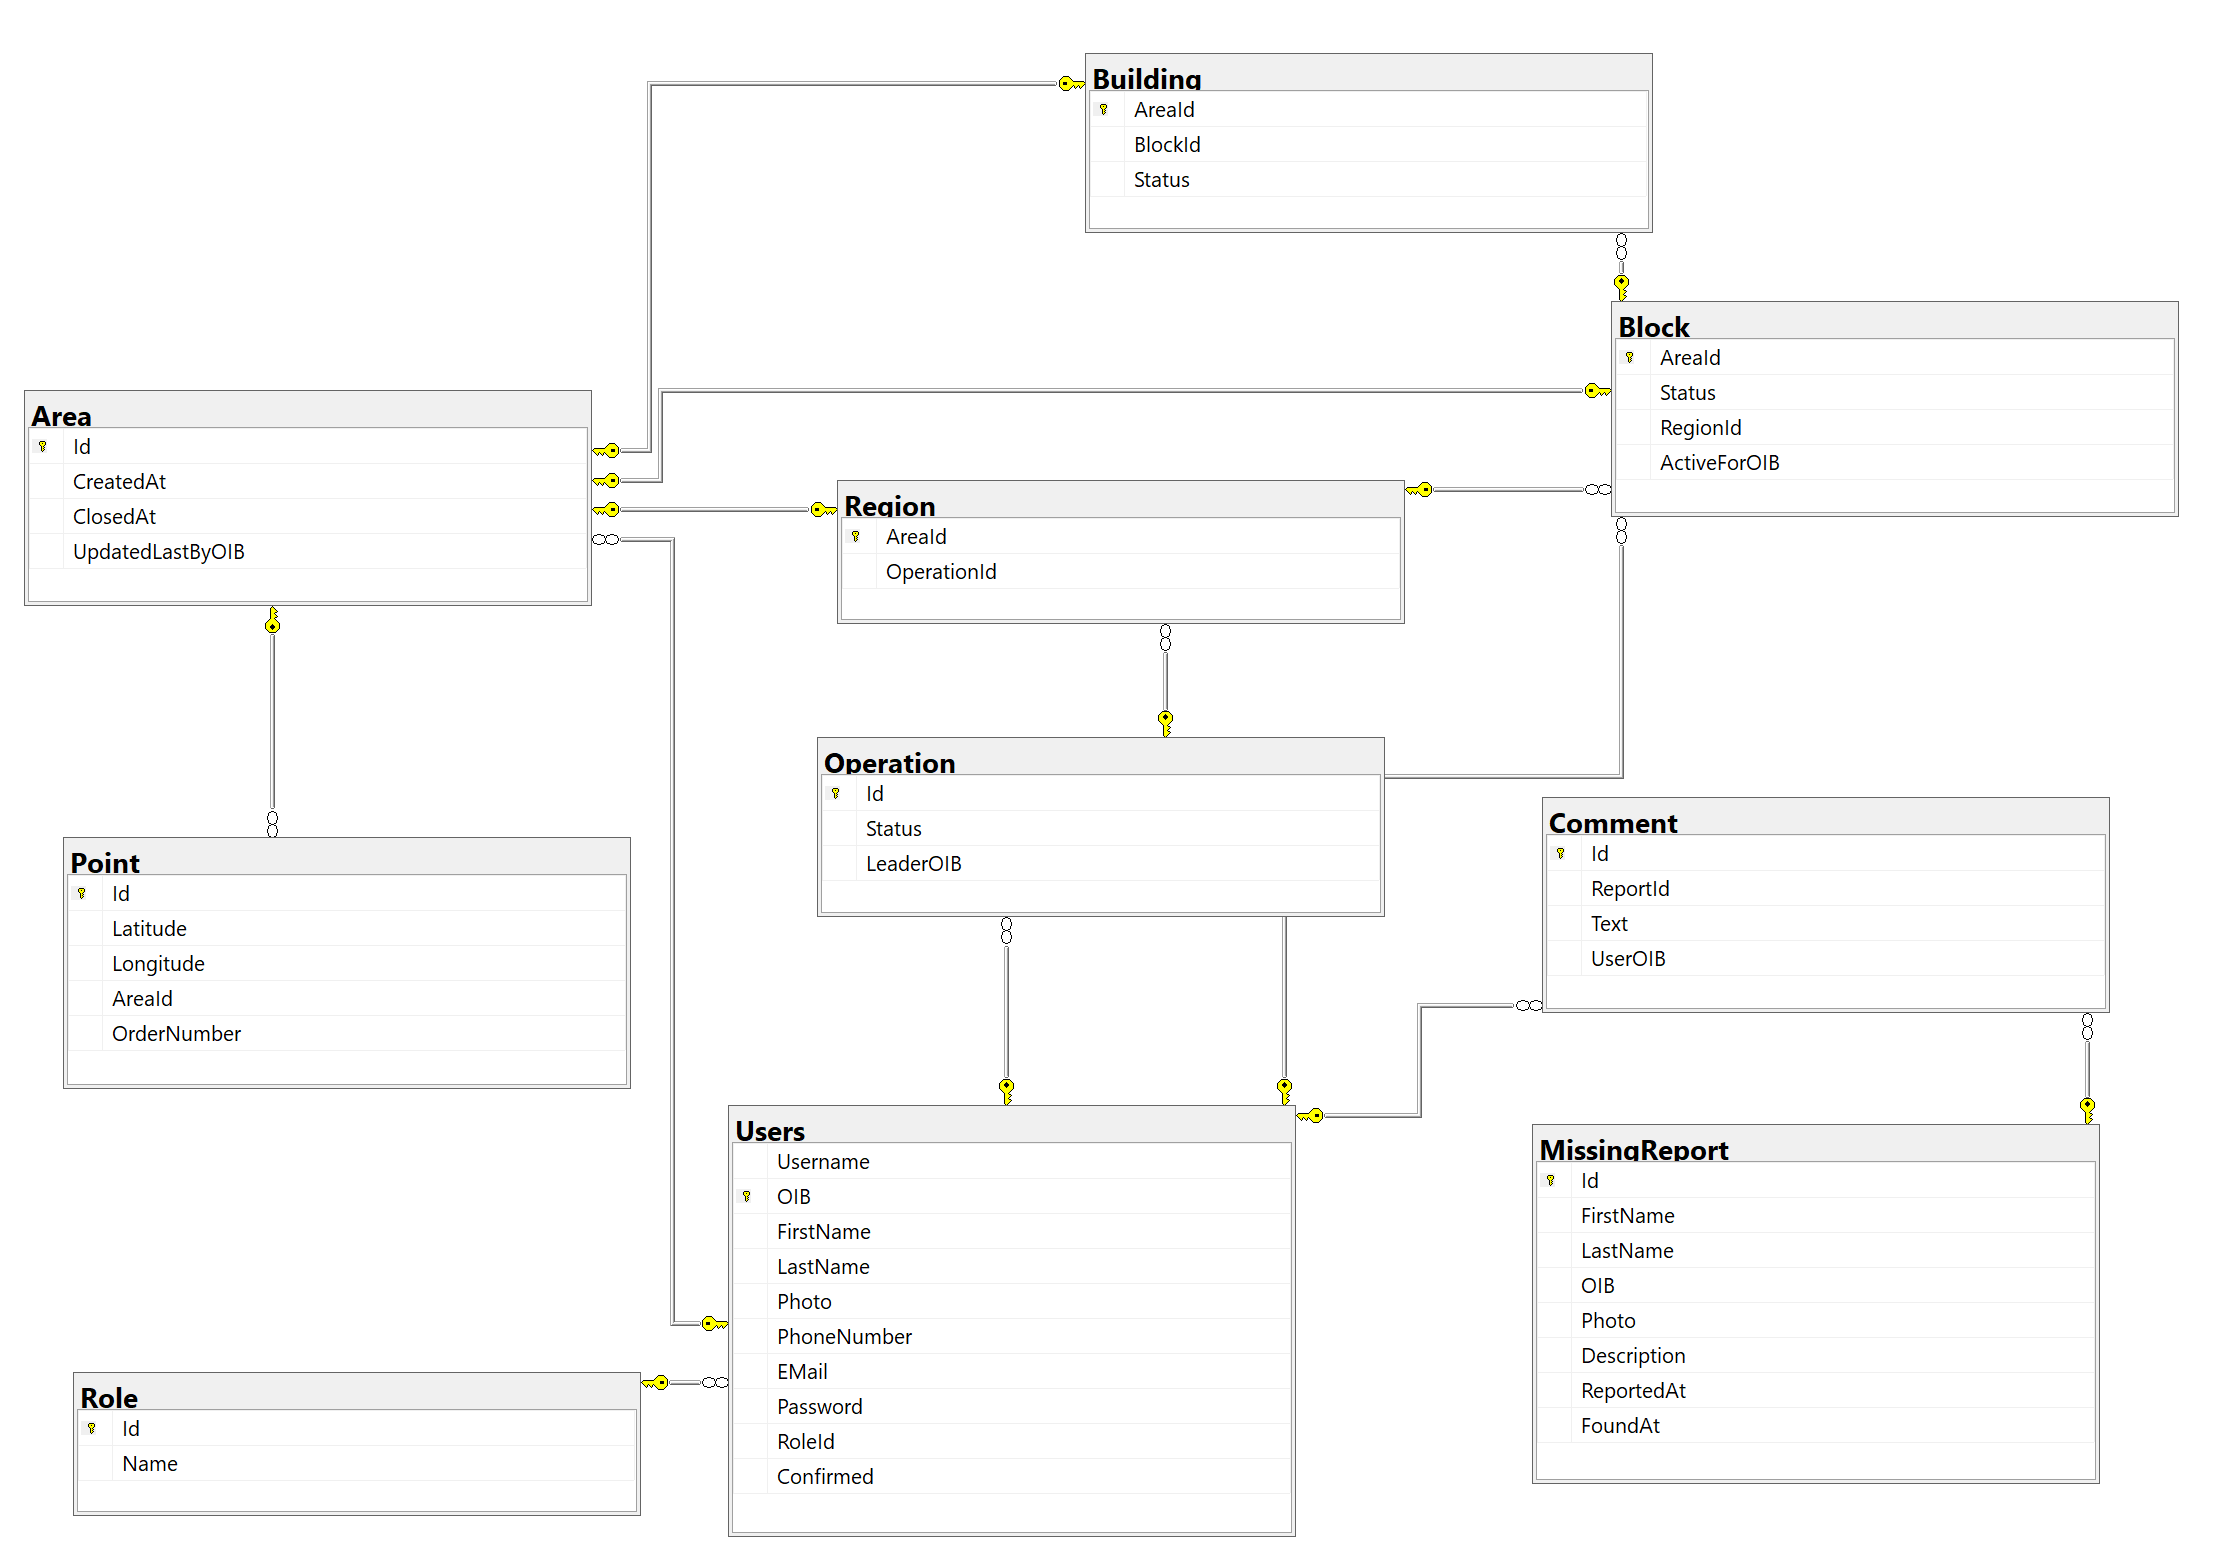 Building
AreaId
BlockId
Status
Block
AreaId
Status
RegionId
ActiveForOIB
Area
Id
CreatedAt
ClosedAt
UpdatedLastByOIB
Region
AreaId
OperationId
Operation
Id
Status
LeaderOIB
Comment
Id
ReportId
Text
UserOIB
Point
Id
Latitude
Longitude
AreaId
OrderNumber
Users
Username
OIB
FirstName
LastName
Photo
PhoneNumber
EMail
Password
RoleId
Confirmed
MissingReport
Id
FirstName
LastName
OIB
Photo
Description
ReportedAt
FoundAt
Role
Id
Name